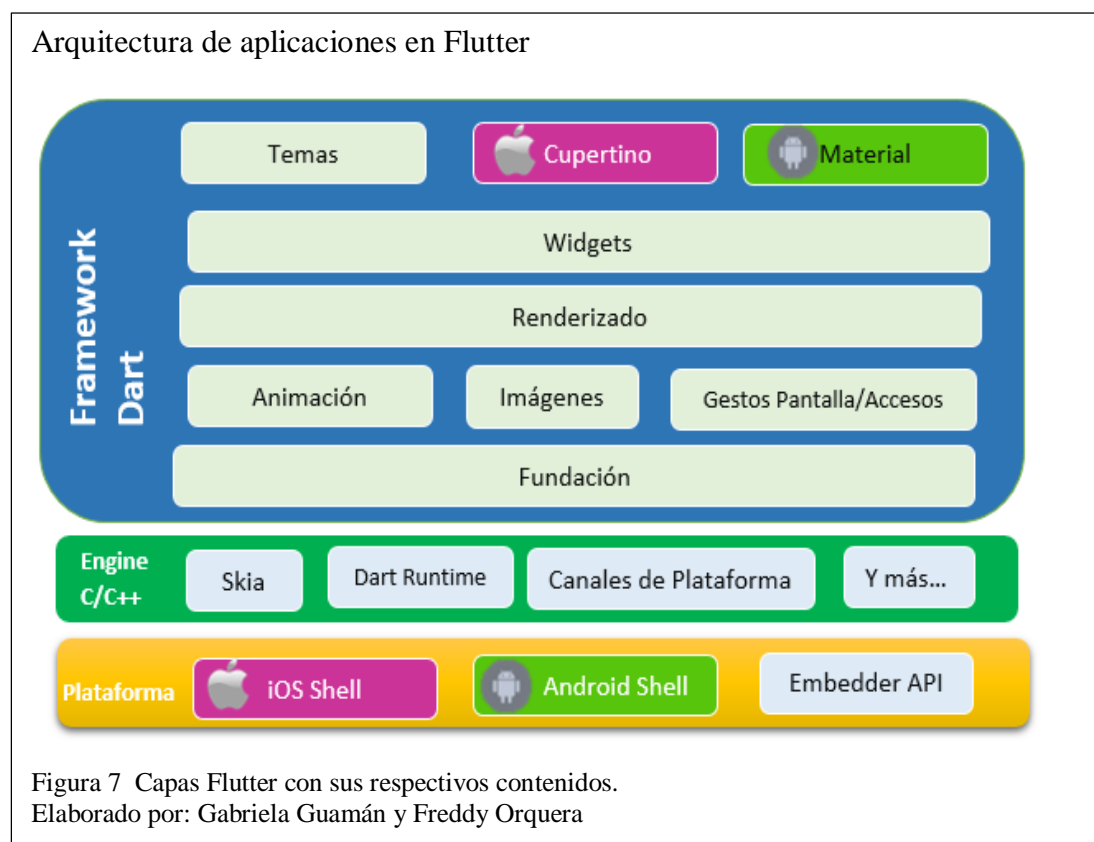 Arquitectura de aplicaciones en Flutter
Framework
Dart
Temas
Cupertino
Material
Widgets
Renderizado
Animación
Imágenes
Gestos Pantalla/Accesos
Fundación
Engine
C/C++
Skia
Dart Runtime
Canales de Plataforma
Y más...
Plataforma
iOS Shell
Android Shell
Embedder API
Figura 7 Capas Flutter con sus respectivos contenidos.
Elaborado por: Gabriela Guamán y Freddy Orquera